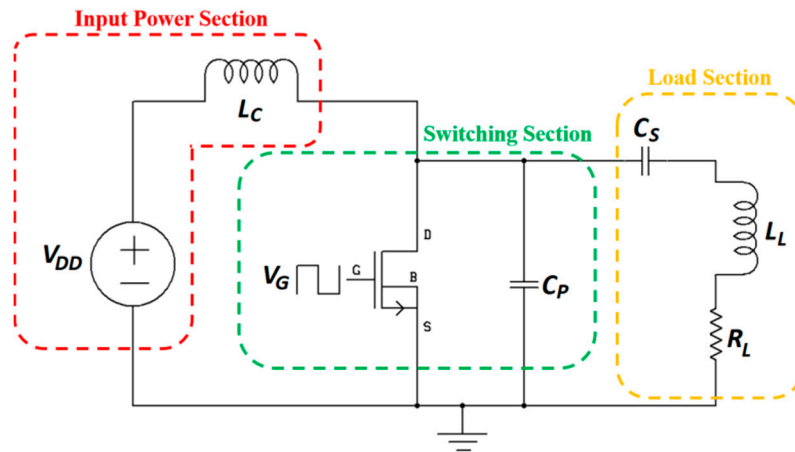 Input Power Section
Load Section
L_C
Switching Section
C_S
D
V_DD
+
−
V_G
G
B
C_P
L_L
S
R_L